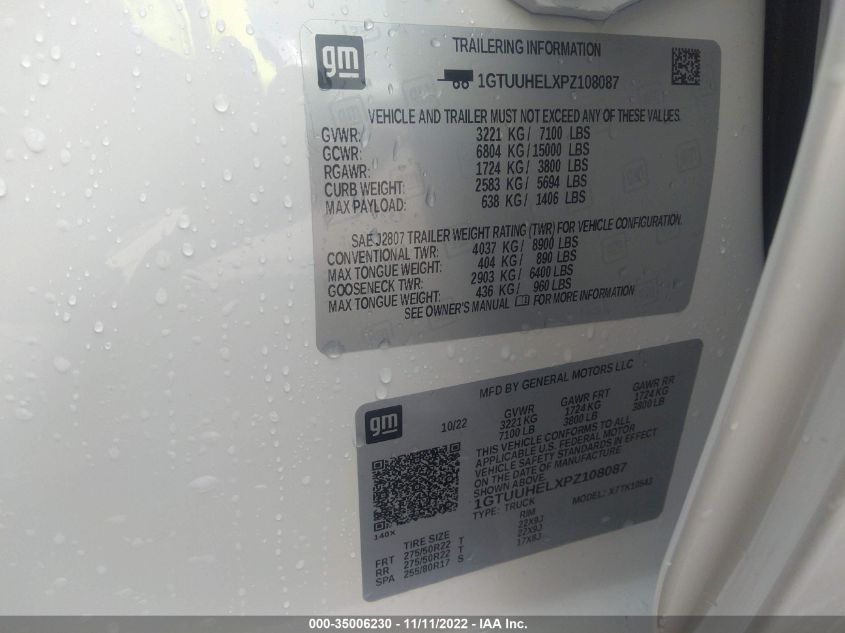 gm
TRAILERING INFORMATION
1GTUUHELXPZ108087
VEHICLE AND TRAILER MUST NOT EXCEED ANY OF THESE VALUES.
GVWR: 3221 KG / 7100 LBS
GCWR: 6804 KG / 15000 LBS
RGAWR: 1724 KG / 3800 LBS
CURB WEIGHT: 2583 KG / 5694 LBS
MAX PAYLOAD: 638 KG / 1406 LBS
SAE J2807 TRAILER WEIGHT RATING (TWR) FOR VEHICLE CONFIGURATION.
CONVENTIONAL TWR: 4037 KG / 8900 LBS
MAX TONGUE WEIGHT: 404 KG / 890 LBS
GOOSENECK TWR: 2903 KG / 6400 LBS
MAX TONGUE WEIGHT: 436 KG / 960 LBS
SEE OWNER'S MANUAL FOR MORE INFORMATION
MFD BY GENERAL MOTORS LLC
gm
10/22
GVWR GAWR FRT GAWR RR
3221 KG 1724 KG 1724 KG
7100 LB 3800 LB 3800 LB
THIS VEHICLE CONFORMS TO ALL
APPLICABLE U.S. FEDERAL MOTOR
VEHICLE SAFETY STANDARDS IN EFFECT
ON THE DATE OF MANUFACTURE
SHOWN ABOVE.
1GTUUHELXPZ108087
TYPE: TRUCK MODEL: X7TK10543
140X
TIRE SIZE RIM
FRT 275/50R22 T 22X9J
RR 275/50R22 T 22X9J
SPA 255/80R17 S 17X8J
000-35006230 - 11/11/2022 - IAA Inc.